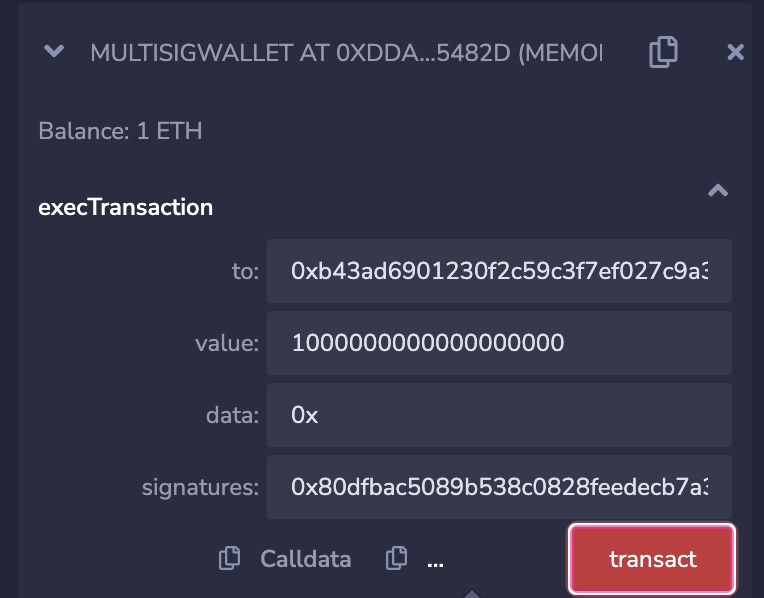 MULTISIGWALLET AT 0XDDA...5482D (MEMOI
Balance: 1 ETH
execTransaction
to: 0xb43ad6901230f2c59c3f7ef027c9a3
value: 1000000000000000000
data: 0x
signatures: 0x80dfbac5089b538c0828feedecb7a3
Calldata ... transact